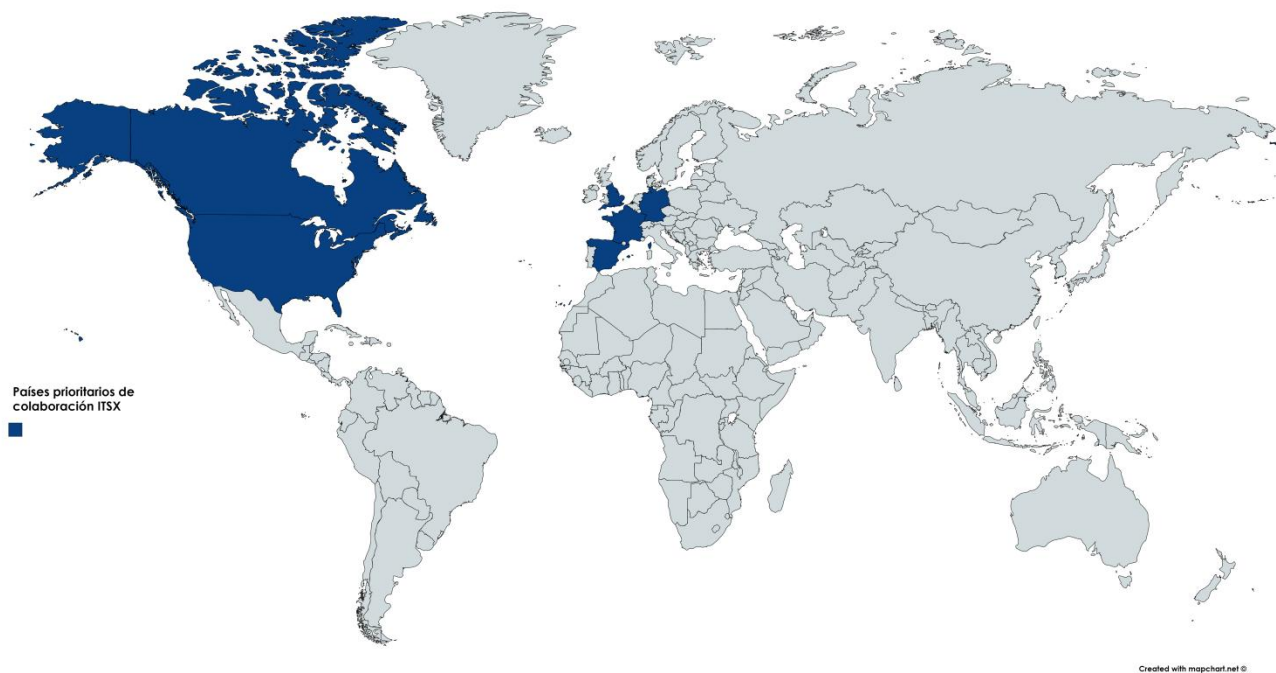 Países prioritarios de
colaboración ITSX
Created with mapchart.net ©